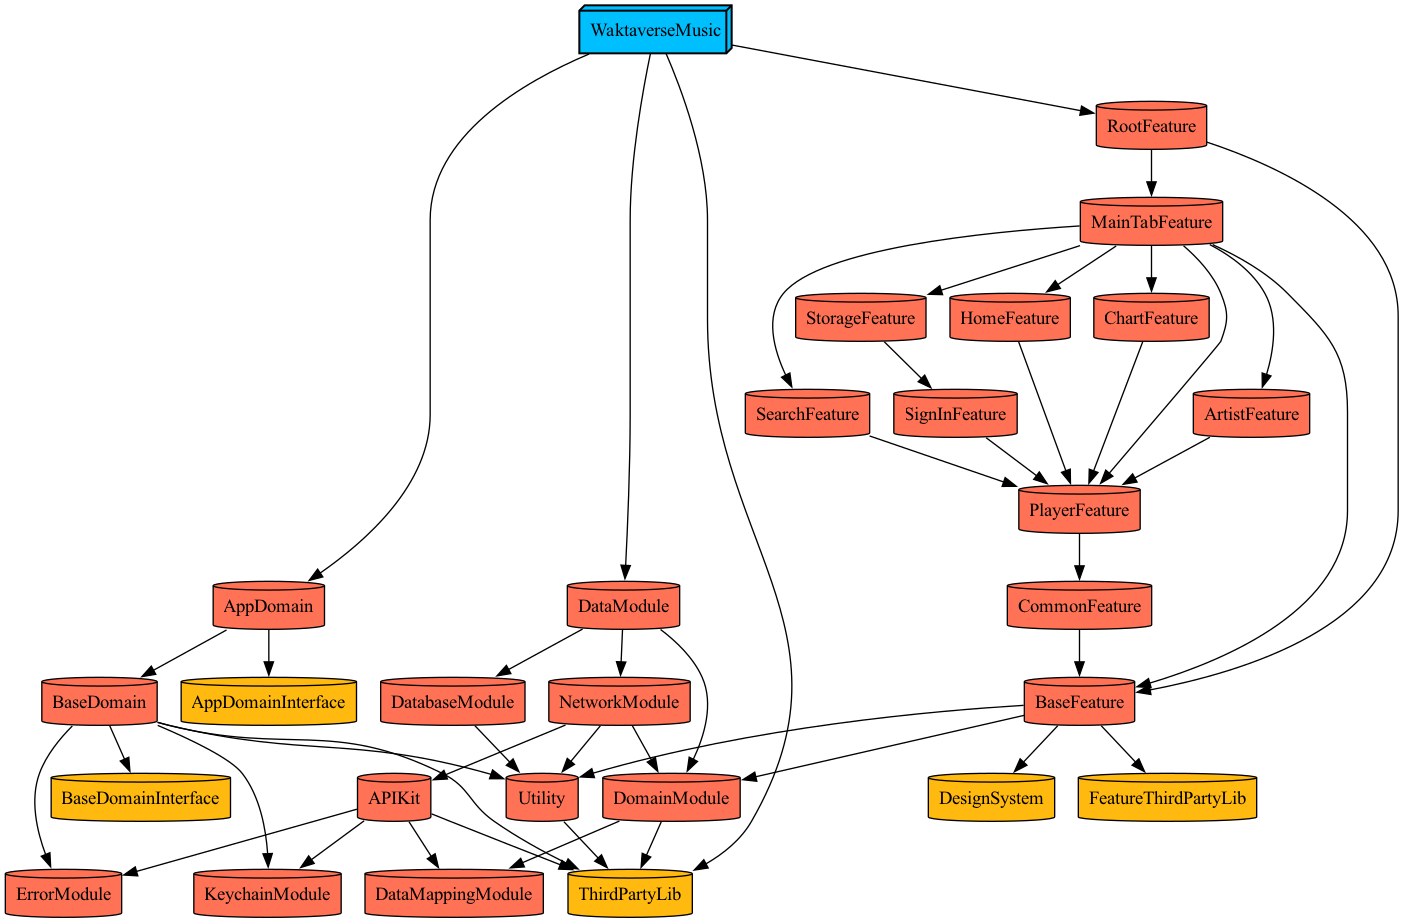 WaktaverseMusic
RootFeature
MainTabFeature
StorageFeature
HomeFeature
ChartFeature
SearchFeature
SignInFeature
ArtistFeature
PlayerFeature
AppDomain
DataModule
CommonFeature
BaseDomain
AppDomainInterface
DatabaseModule
NetworkModule
BaseFeature
BaseDomainInterface
APIKit
Utility
DomainModule
DesignSystem
FeatureThirdPartyLib
ErrorModule
KeychainModule
DataMappingModule
ThirdPartyLib